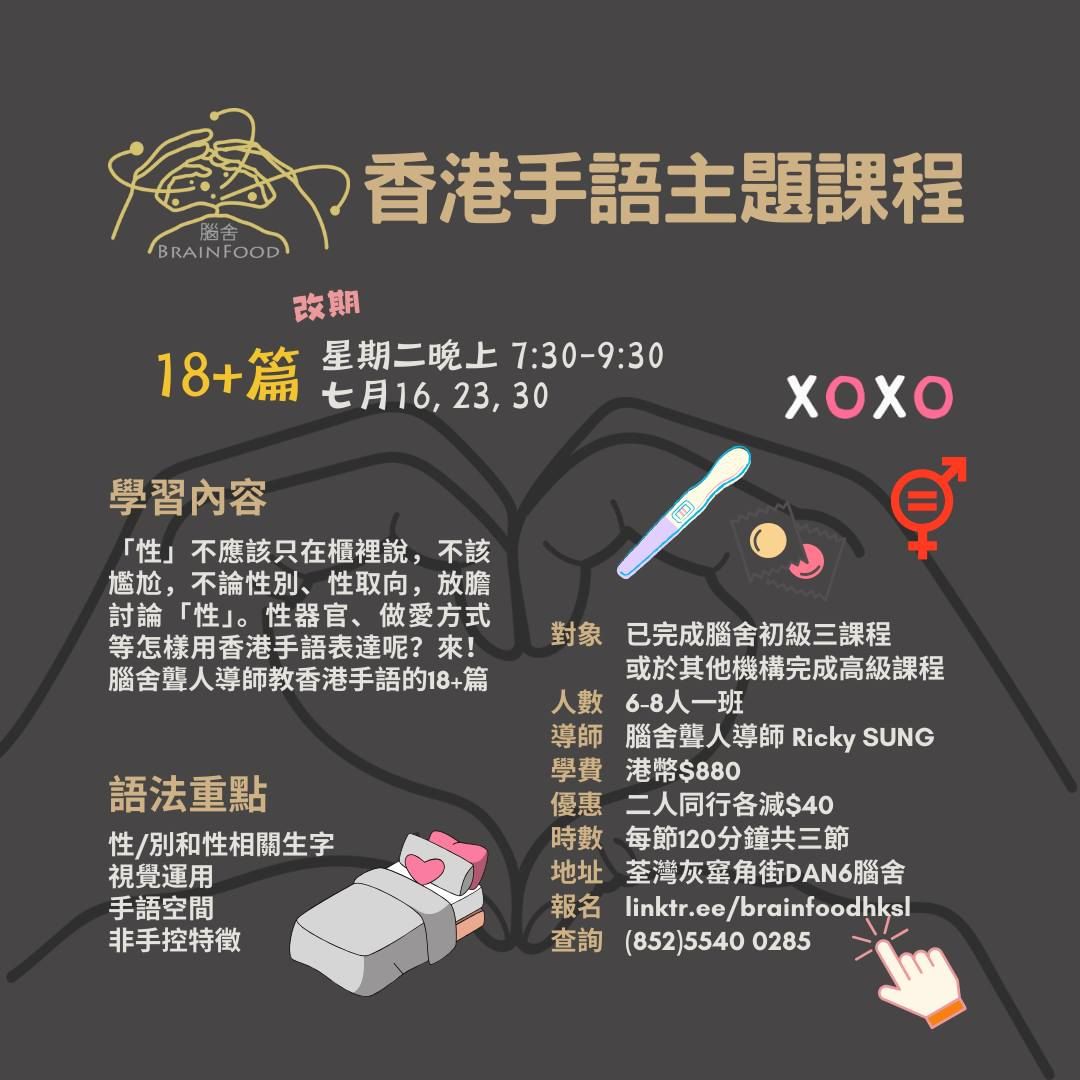 腦舍
BRAINFOOD
香港手語主題課程
改期
18+篇
星期二晚上 7:30-9:30
七月16, 23, 30
XOXO
學習內容
「性」不應該只在櫃裡說，不該
尷尬，不論性別、性取向，放膽
討論「性」。性器官、做愛方式
等怎樣用香港手語表達呢？來！
腦舍聾人導師教香港手語的18+篇
語法重點
性/別和性相關生字
視覺運用
手語空間
非手控特徵
對象 已完成腦舍初級三課程
或於其他機構完成高級課程
人數 6-8人一班
導師 腦舍聾人導師 Ricky SUNG
學費 港幣$880
優惠 二人同行各減$40
時數 每節120分鐘共三節
地址 荃灣灰窰角街DAN6腦舍
報名 linktr.ee/brainfoodhksl
查詢 (852)5540 0285